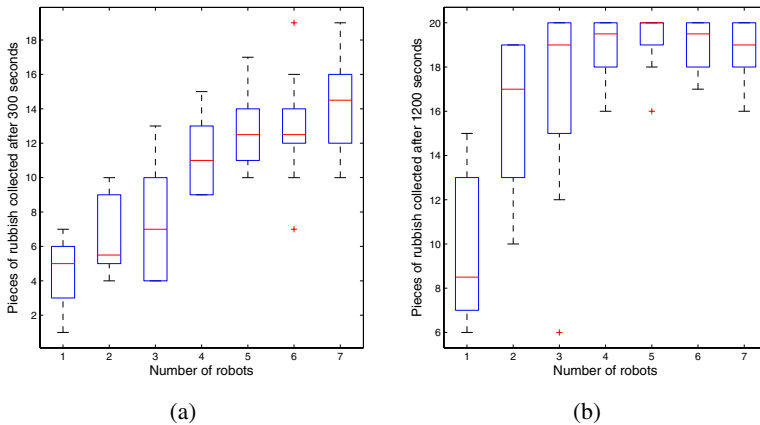 Pieces of rubbish collected after 300 seconds
18
16
14
12
10
8
6
4
2
1 2 3 4 5 6 7
Number of robots
(a)
Pieces of rubbish collected after 1200 seconds
20
18
16
14
12
10
8
6
1 2 3 4 5 6 7
Number of robots
(b)